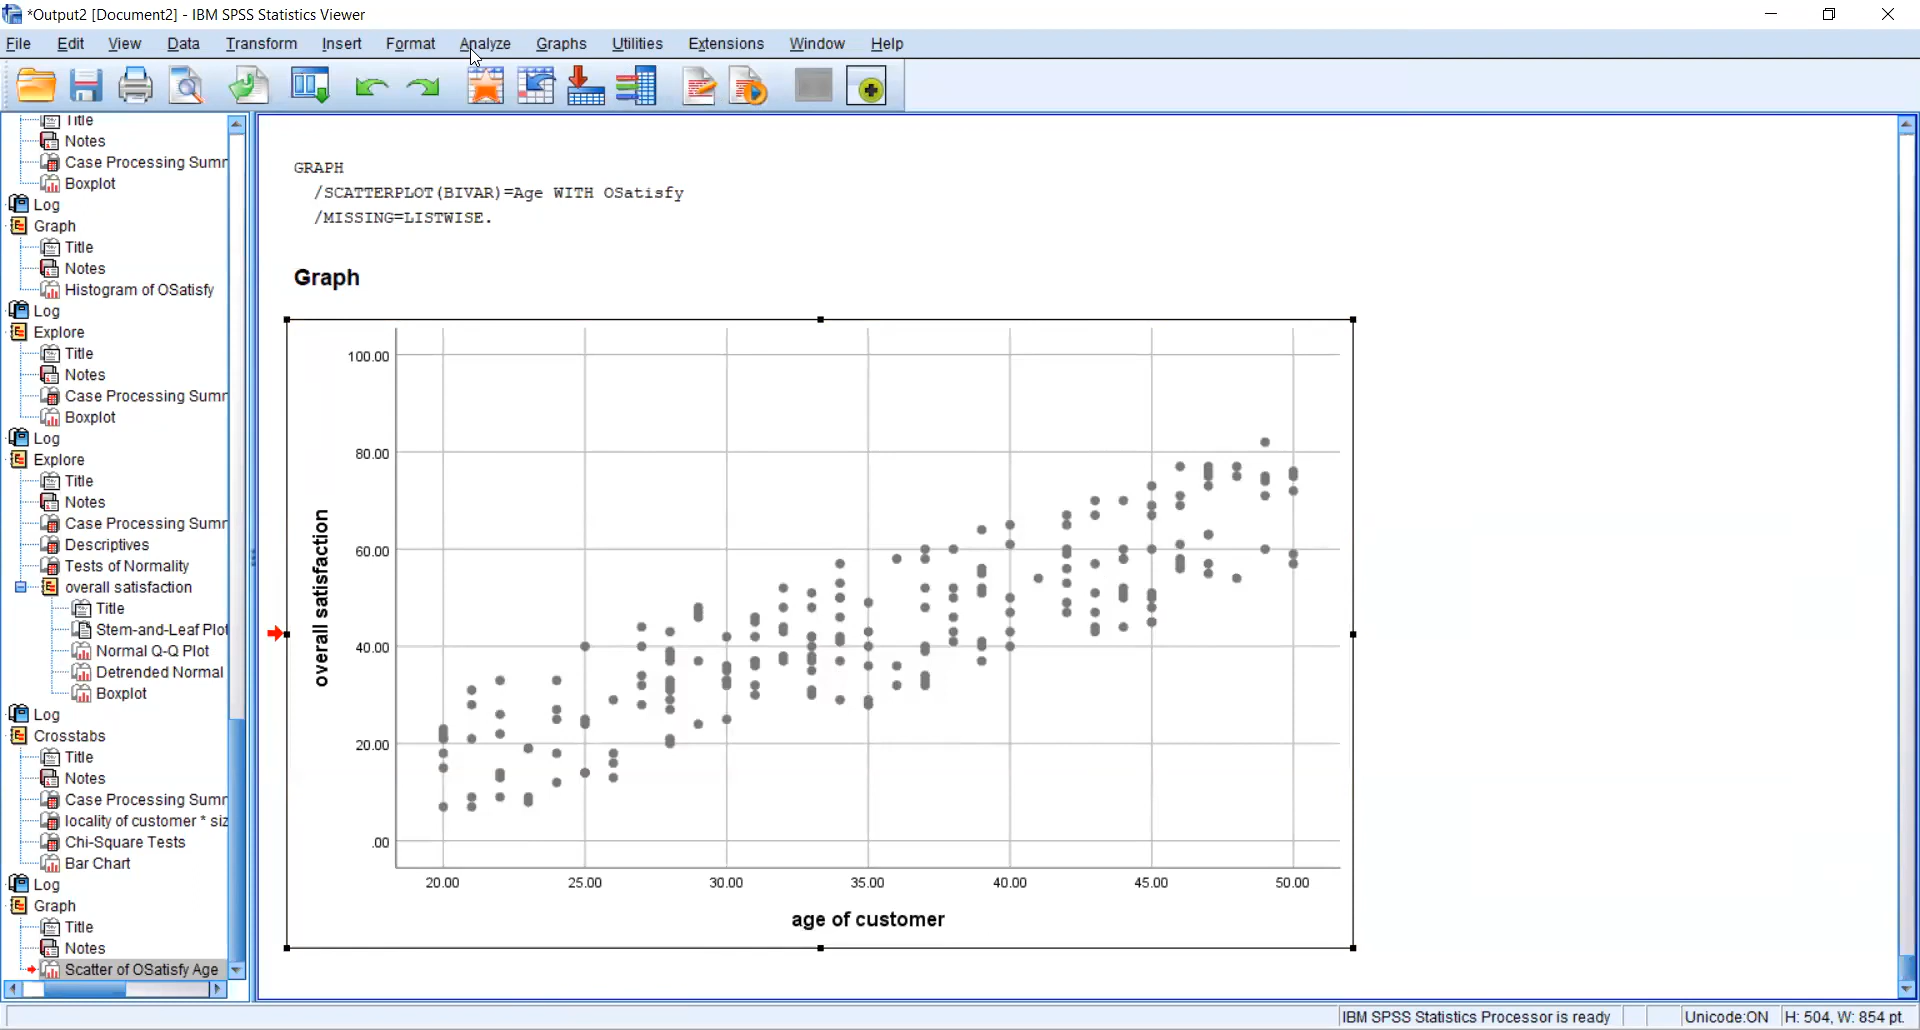 *Output2 [Document2] - IBM SPSS Statistics Viewer
File Edit View Data Transform Insert Format Analyze Graphs Utilities Extensions Window Help
Title
Notes
Case Processing Sumr
Boxplot
Log
Graph
Title
Notes
Histogram of OSatisfy
Log
Explore
Title
Notes
Case Processing Sumr
Boxplot
Log
Explore
Title
Notes
Case Processing Sumr
Descriptives
Tests of Normality
overall satisfaction
Title
Stem-and-Leaf Plot
Normal Q-Q Plot
Detrended Normal
Boxplot
Log
Crosstabs
Title
Notes
Case Processing Sumr
locality of customer * siz
Chi-Square Tests
Bar Chart
Log
Graph
Title
Notes
Scatter of OSatisfy Age
GRAPH
/SCATTERPLOT(BIVAR)=Age WITH OSatisfy
/MISSING=LISTWISE.
Graph
overall satisfaction
100.00
80.00
60.00
40.00
20.00
.00
20.00 25.00 30.00 35.00 40.00 45.00 50.00
age of customer
IBM SPSS Statistics Processor is ready Unicode:ON H: 504, W: 854 pt.